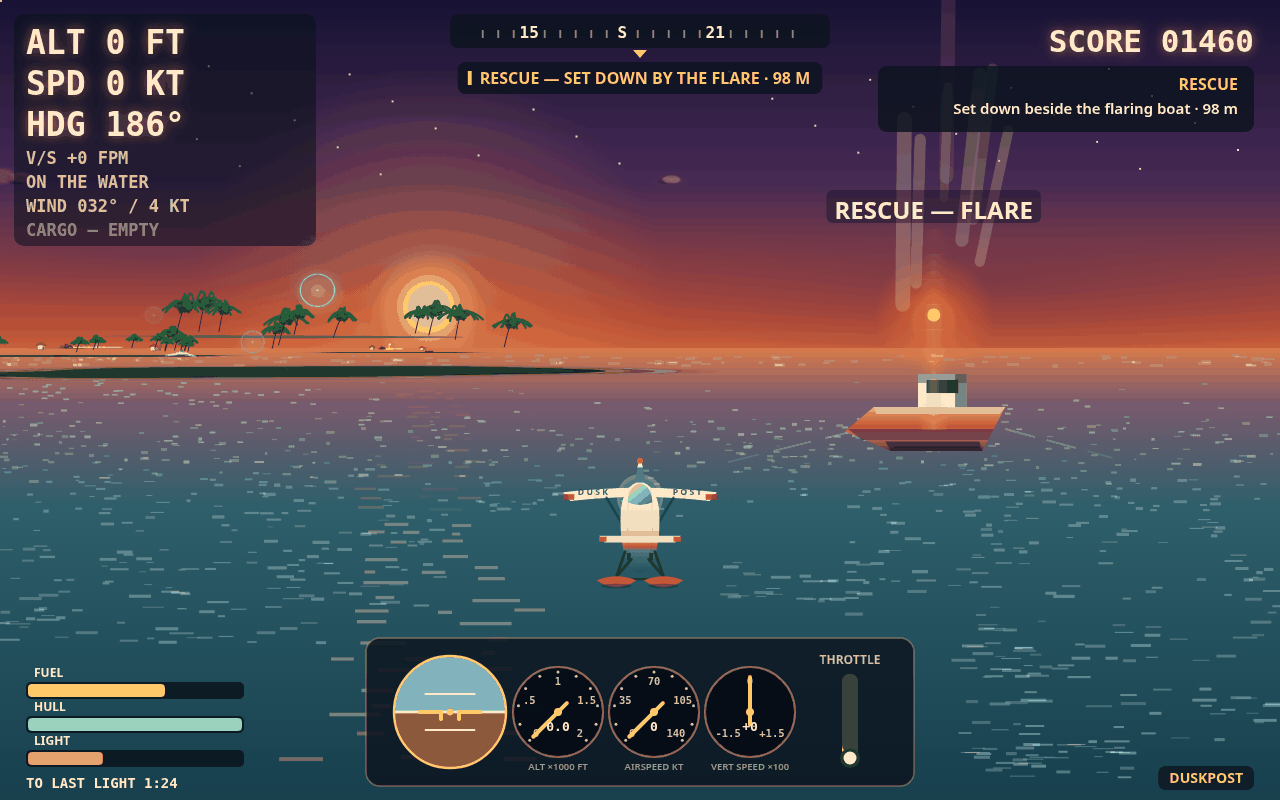 ALT 0 FT
SPD 0 KT
HDG 186°
V/S +0 FPM
ON THE WATER
WIND 032° / 4 KT
CARGO — EMPTY
15 S 21
RESCUE — SET DOWN BY THE FLARE · 98 M
SCORE 01460
RESCUE
Set down beside the flaring boat · 98 m
RESCUE — FLARE
DUSK POST
FUEL
HULL
LIGHT
TO LAST LIGHT 1:24
.5 1 1.5 2
0.0
ALT ×1000 FT
35 70 105 140
0
AIRSPEED KT
+0
-1.5 +1.5
VERT SPEED ×100
THROTTLE
DUSKPOST